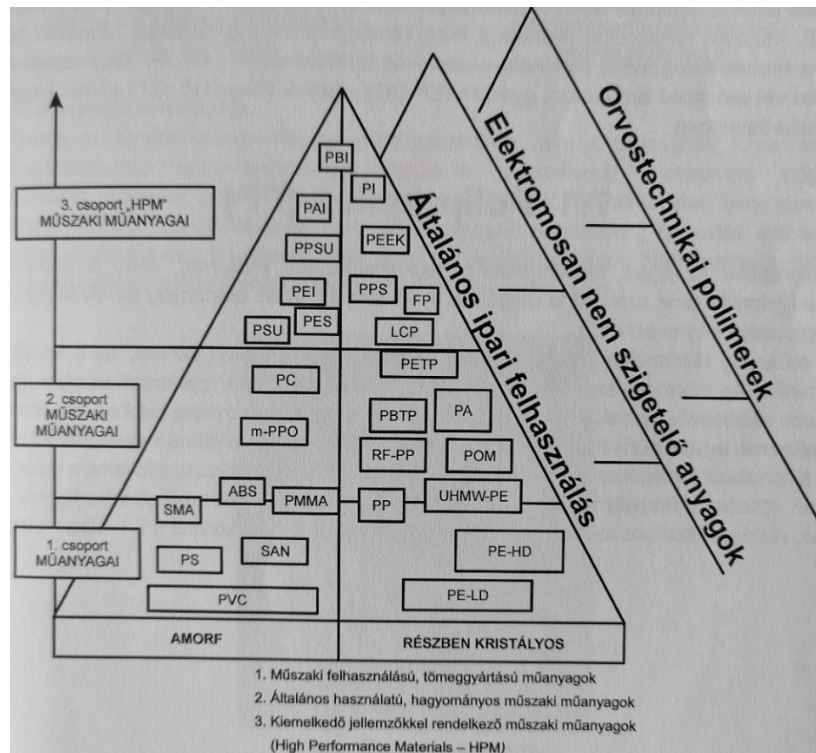 PBI
3. csoport „HPM”
MŰSZAKI MŰANYAGAI
PI
PAI
PPSU
PEEK
PEI
PPS
FP
PSU
PES
LCP
2. csoport
MŰSZAKI
MŰANYAGAI
PC
PETP
m-PPO
PBTP
PA
RF-PP
POM
ABS
SMA
PMMA
PP
UHMW-PE
1. csoport
MŰANYAGAI
PS
SAN
PE-HD
PVC
PE-LD
AMORF
RÉSZBEN KRISTÁLYOS
Általános ipari felhasználás
Elektromosan nem szigetelő anyagok
Orvostechnikai polimerek
1. Műszaki felhasználású, tömeggyártású műanyagok
2. Általános használatú, hagyományos műszaki műanyagok
3. Kiemelkedő jellemzőkkel rendelkező műszaki műanyagok
(High Performance Materials – HPM)